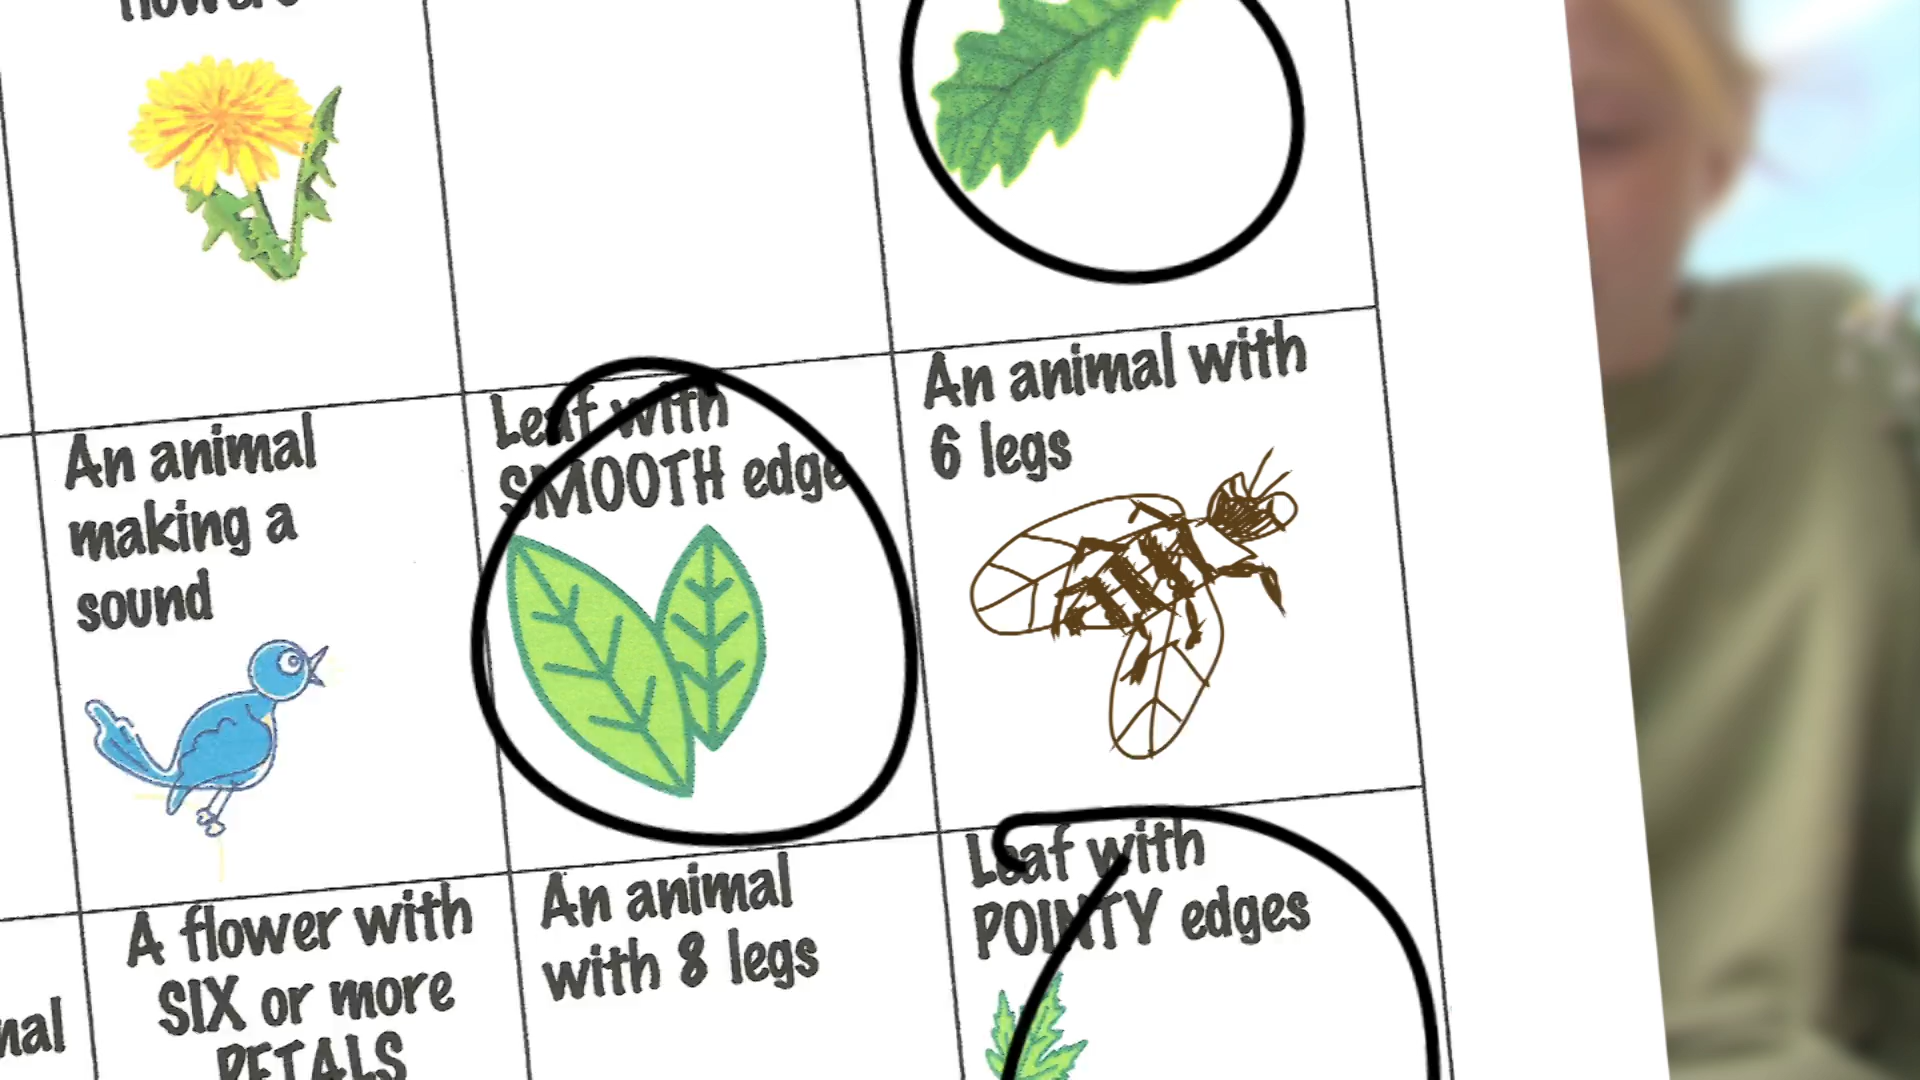 flowers
An animal
making a
sound
Leaf with
SMOOTH edge
An animal with
6 legs
A flower with
SIX or more
PETALS
An animal
with 8 legs
Leaf with
POINTY edges